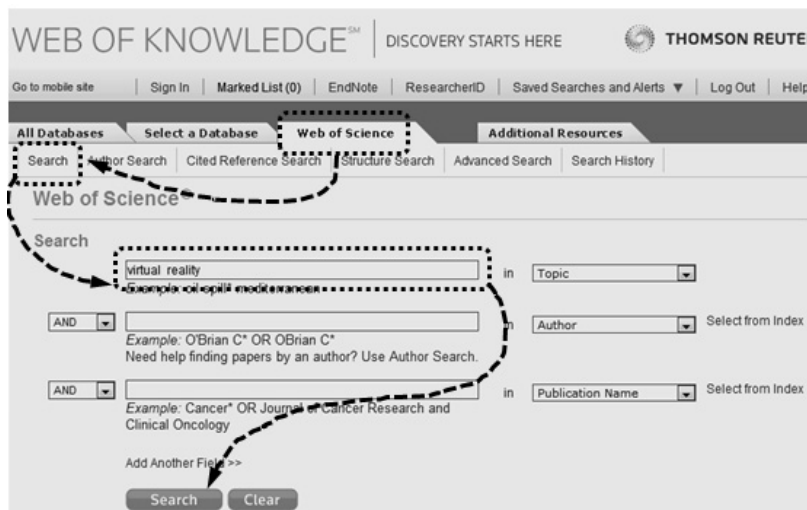 WEB OF KNOWLEDGE℠ DISCOVERY STARTS HERE THOMSON REUTE
Go to mobile site Sign In Marked List (0) EndNote ResearcherID Saved Searches and Alerts ▼ Log Out Help
All Databases Select a Database Web of Science Additional Resources
Search Author Search Cited Reference Search Structure Search Advanced Search Search History
Web of Science®
Search
virtual reality in Topic
Example: oil spill* mediterranean
AND in Author Select from Index
Example: O'Brian C* OR OBrian C*
Need help finding papers by an author? Use Author Search.
AND in Publication Name Select from Index
Example: Cancer* OR Journal of Cancer Research and
Clinical Oncology
Add Another Field >>
Search Clear